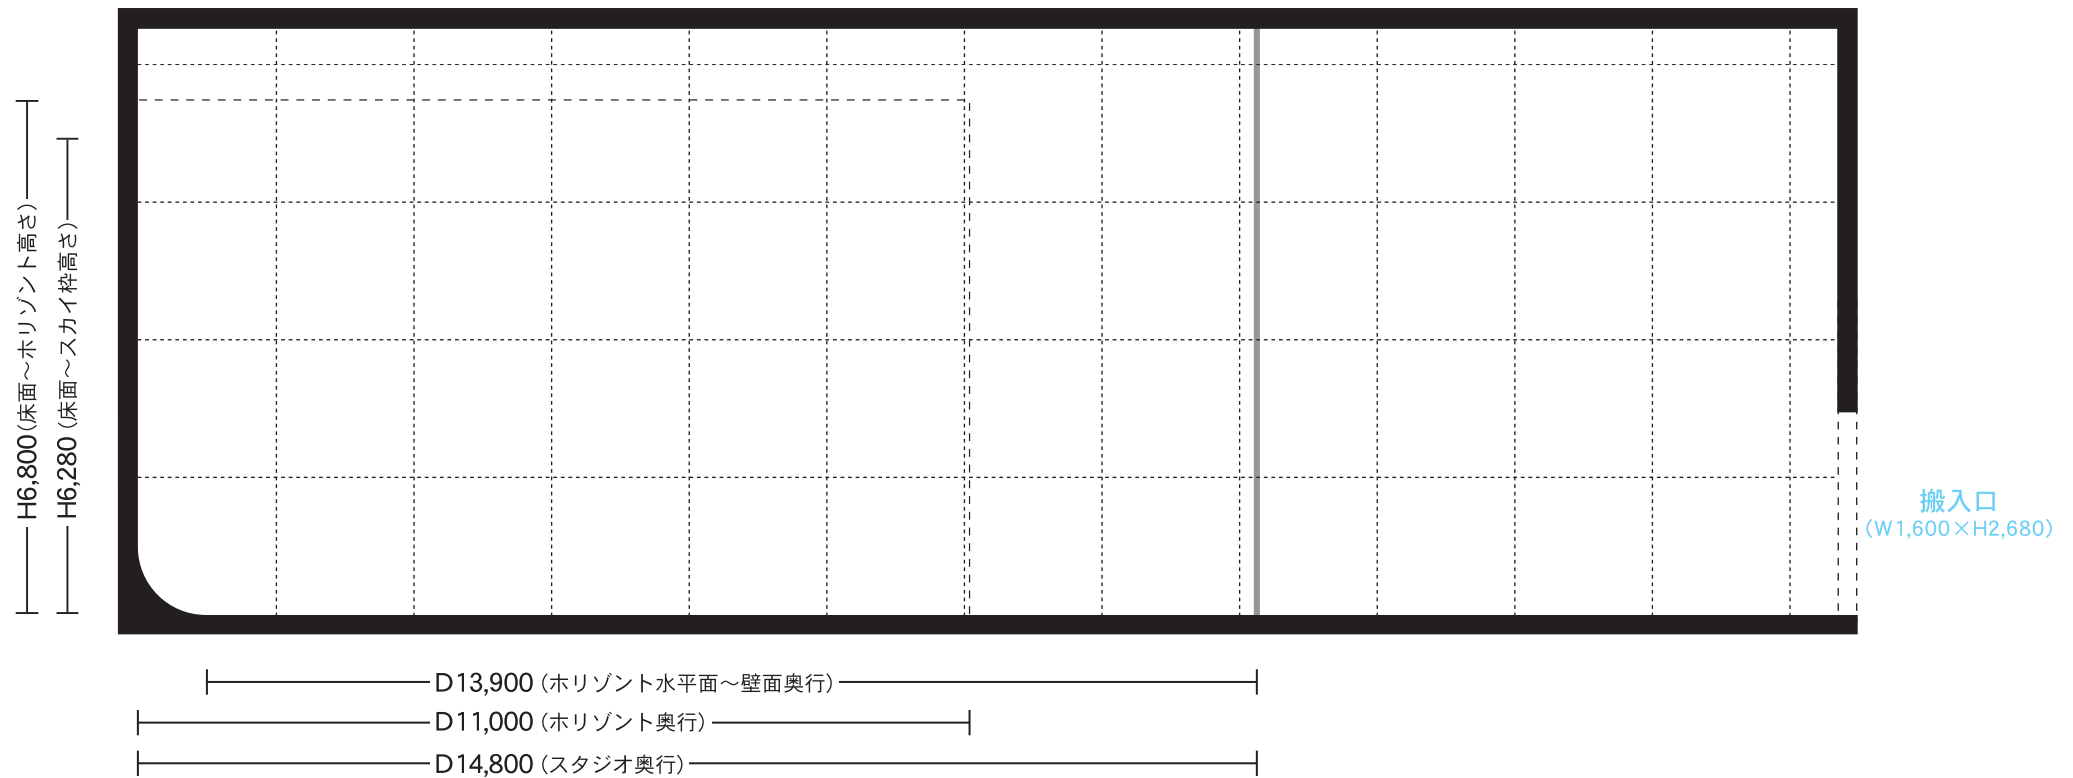 H6,800(床面〜ホリゾント高さ)
H6,280 (床面〜スカイ枠高さ)
搬入口
(W1,600×H2,680)
D13,900 (ホリゾント水平面〜壁面奥行)
D11,000 (ホリゾント奥行)
D14,800 (スタジオ奥行)